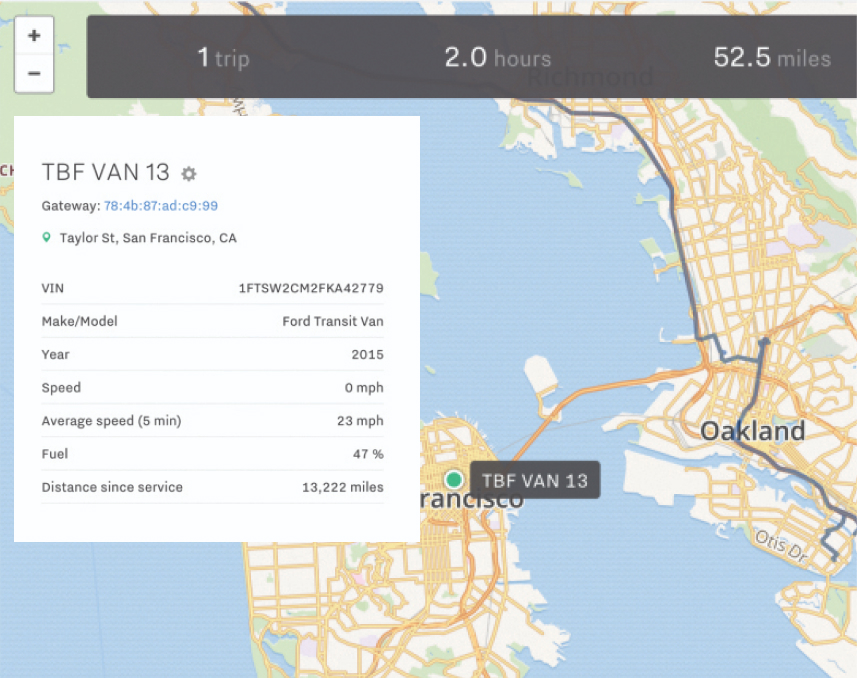 +
−
1 trip
2.0 hours
52.5 miles
Richmond
TBF VAN 13
Gateway: 78:4b:87:ad:c9:99
Taylor St, San Francisco, CA
VIN 1FTSW2CM2FKA42779
Make/Model Ford Transit Van
Year 2015
Speed 0 mph
Average speed (5 min) 23 mph
Fuel 47 %
Distance since service 13,222 miles
Oakland
TBF VAN 13
rancisco
Otis Dr